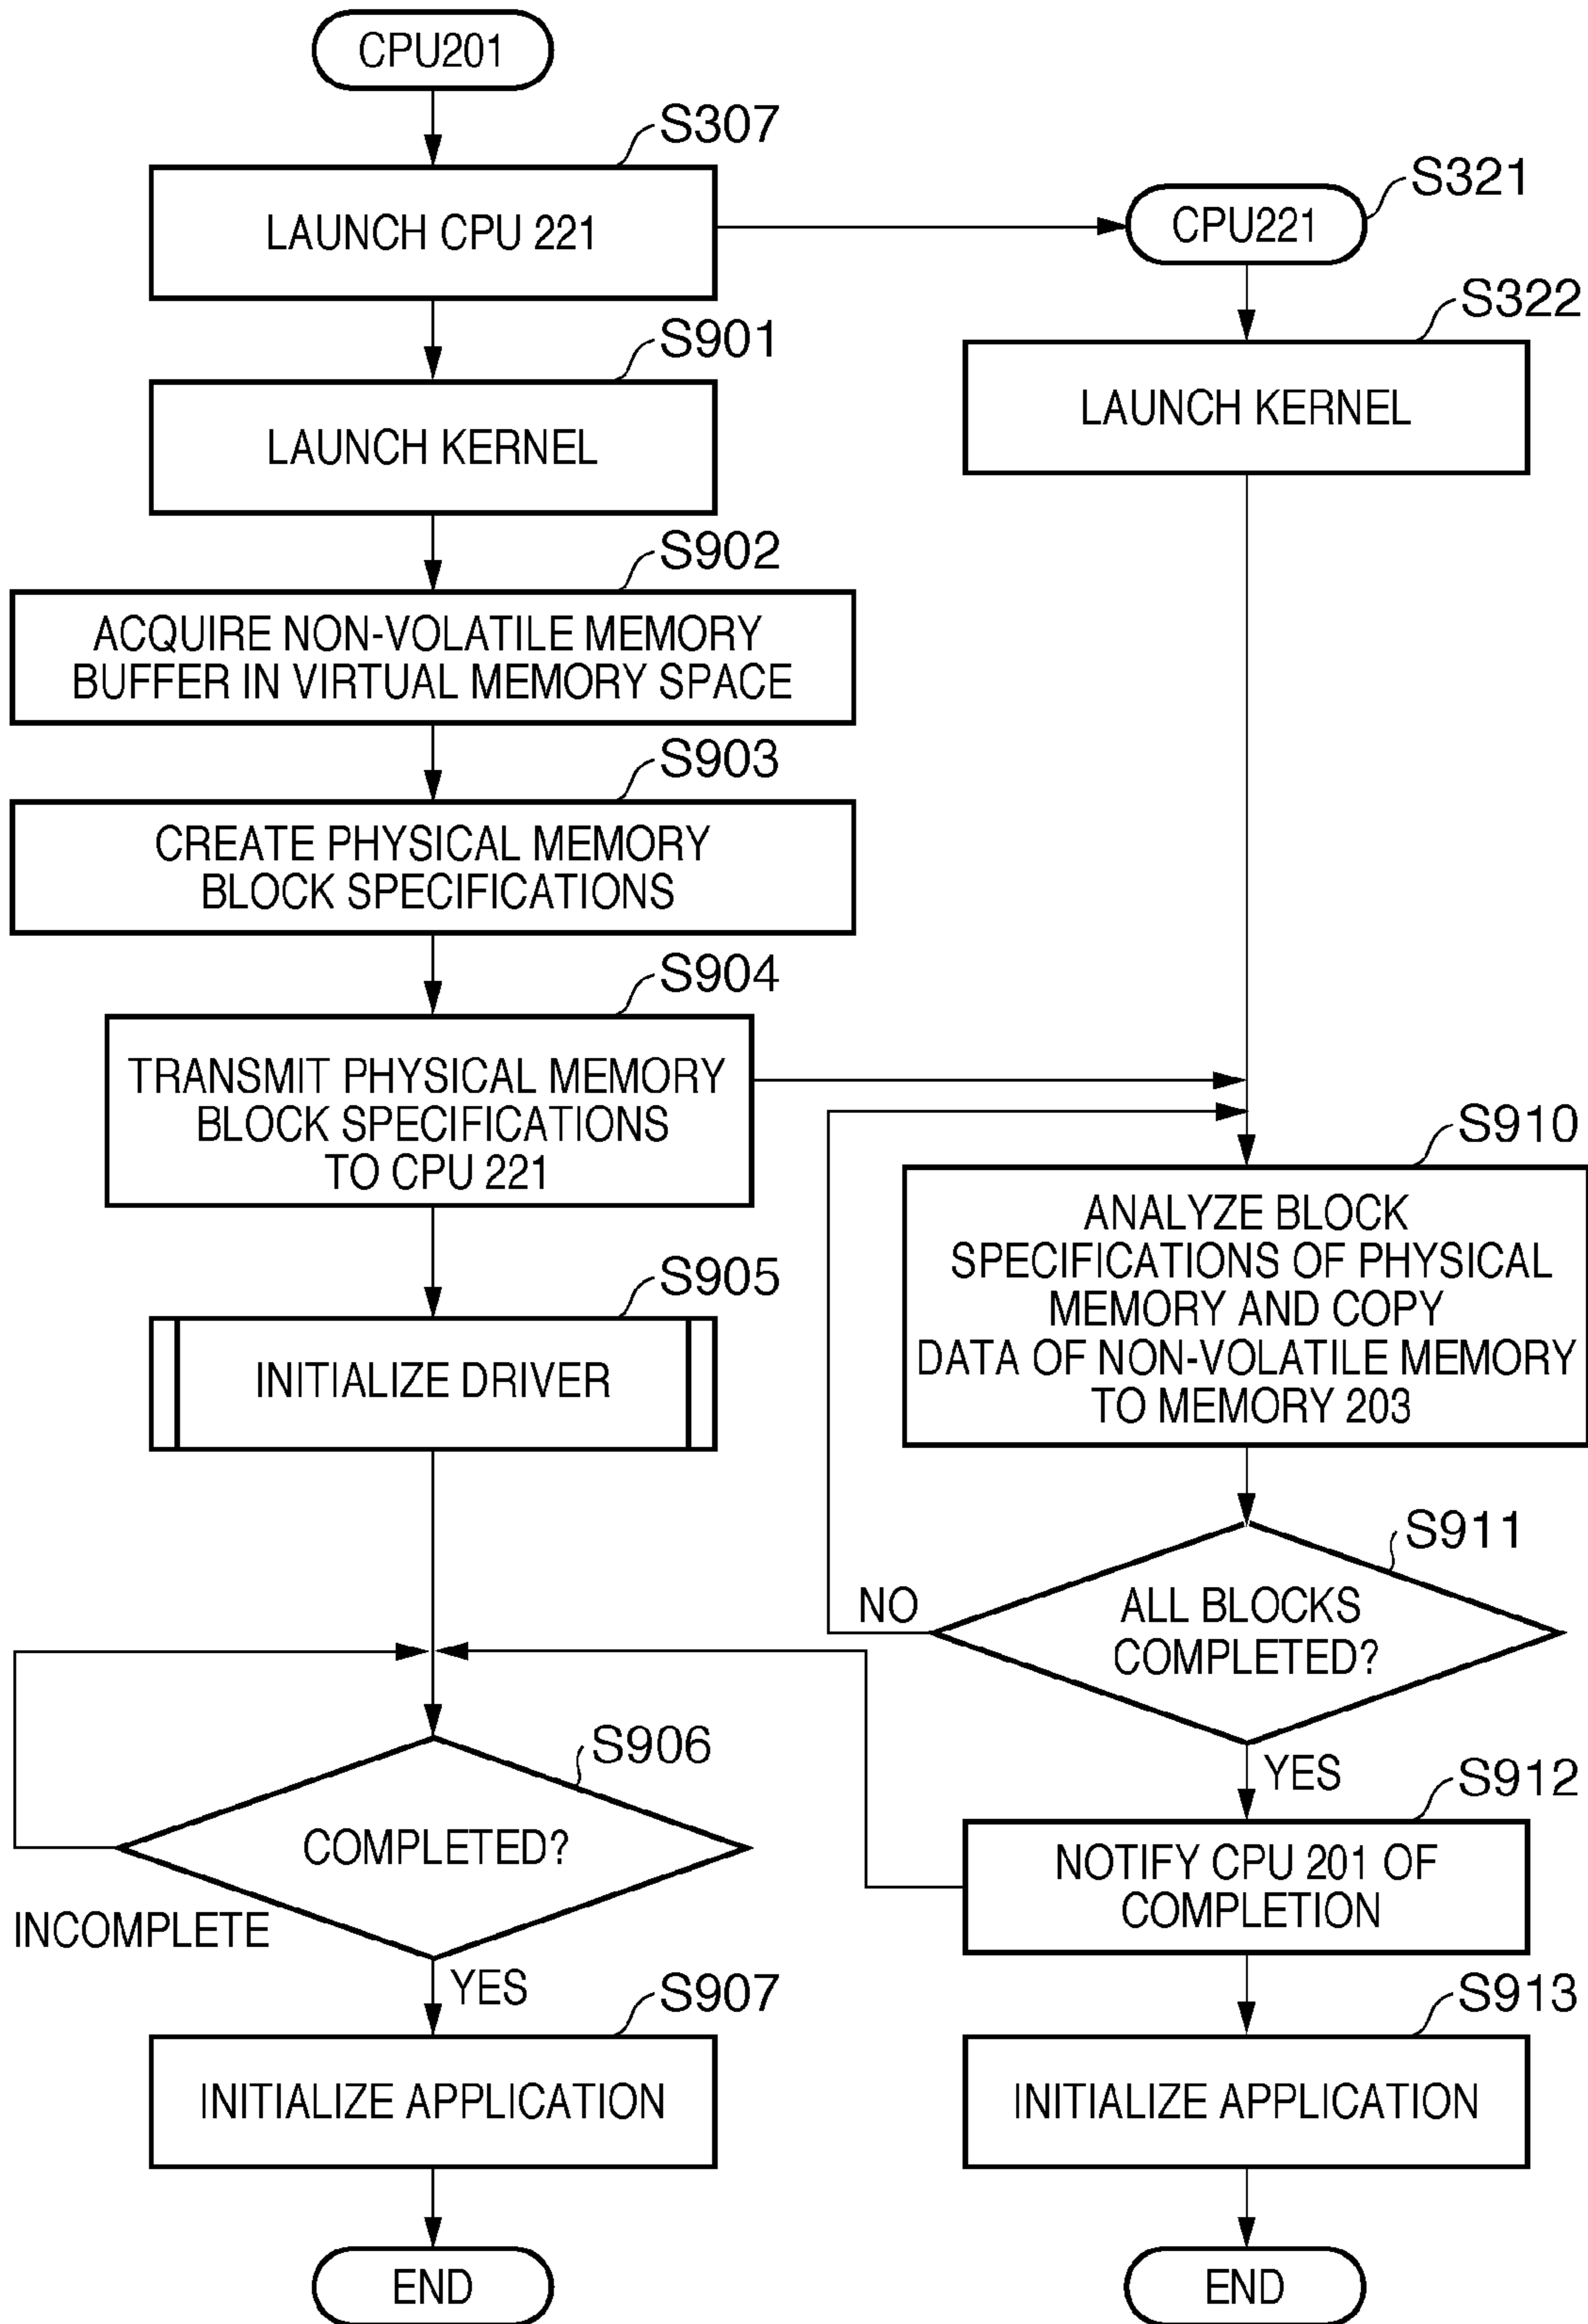 CPU201
S307
LAUNCH CPU 221
S321
CPU221
S322
LAUNCH KERNEL
S901
LAUNCH KERNEL
S902
ACQUIRE NON-VOLATILE MEMORY
BUFFER IN VIRTUAL MEMORY SPACE
S903
CREATE PHYSICAL MEMORY
BLOCK SPECIFICATIONS
S904
TRANSMIT PHYSICAL MEMORY
BLOCK SPECIFICATIONS
TO CPU 221
S910
ANALYZE BLOCK
SPECIFICATIONS OF PHYSICAL
MEMORY AND COPY
DATA OF NON-VOLATILE MEMORY
TO MEMORY 203
S905
INITIALIZE DRIVER
S911
ALL BLOCKS
COMPLETED?
NO
YES
S906
COMPLETED?
INCOMPLETE
YES
S912
NOTIFY CPU 201 OF
COMPLETION
S907
INITIALIZE APPLICATION
S913
INITIALIZE APPLICATION
END
END